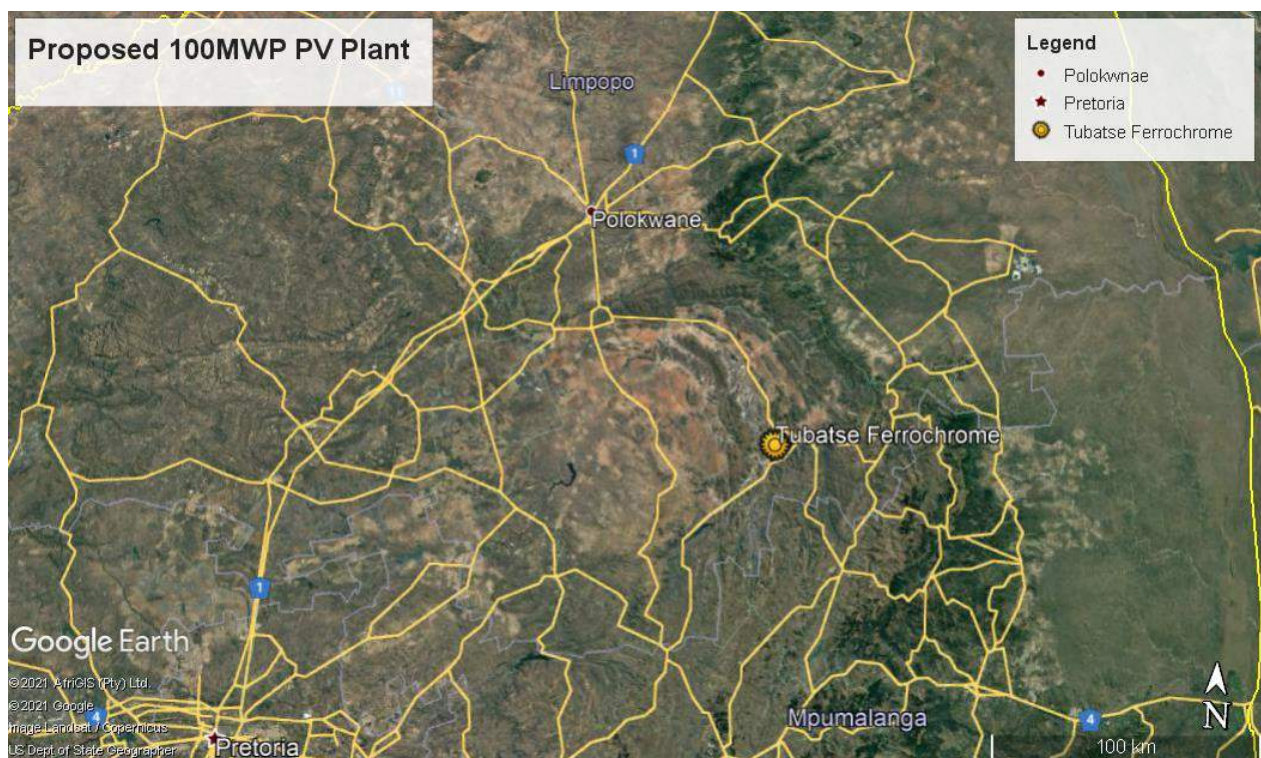 Proposed 100MWP PV Plant
Legend
Polokwnae
Pretoria
Tubatse Ferrochrome
Limpopo
11
1
Polokwane
Tubatse Ferrochrome
1
Google Earth
©2021 AfriGIS (Pty) Ltd.
©2021 Google
Image Landsat / Copernicus
US Dept of State Geographer
4
Pretoria
Mpumalanga
4
N
100 km